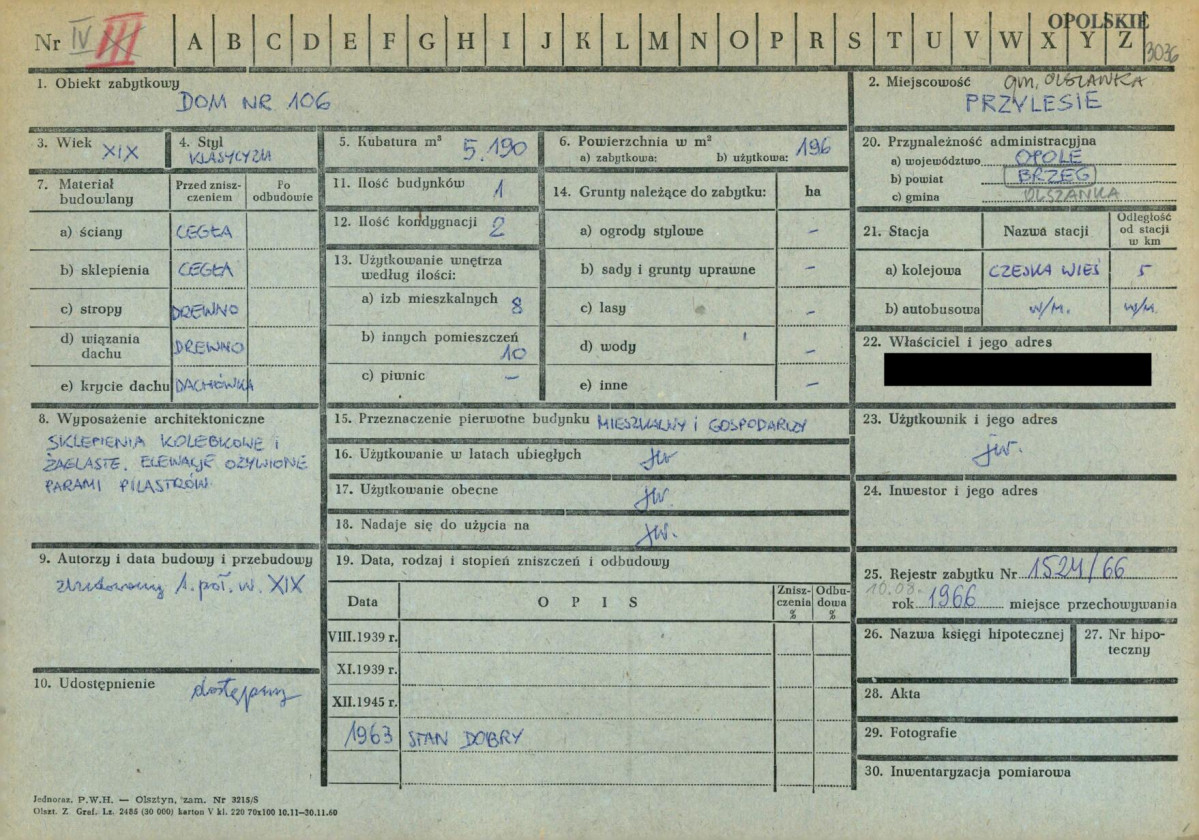 OPOLSKIE
Nr IV III A B C D E F G H I J K L M N O P R S T U V W X Y Z 3036
1. Obiekt zabytkowy
DOM NR 106
2. Miejscowość gm. OLSZANKA
PRZYLESIE
3. Wiek XIX
4. Styl KLASYCYZM
5. Kubatura m³ 5.190
6. Powierzchnia w m²
a) zabytkowa: b) użytkowa: 196
7. Materiał budowlany
Przed zniszczeniem
Po odbudowie
a) ściany CEGŁA
b) sklepienia CEGŁA
c) stropy DREWNO
d) wiązania dachu DREWNO
e) krycie dachu DACHÓWKA
8. Wyposażenie architektoniczne
SKLEPIENIA KOLEBKOWE i
ŻAGLASTE. ELEWACJE OŻYWIONE
PARAMI PILASTRÓW.
9. Autorzy i data budowy i przebudowy
zbudowany 1. poł. w. XIX
10. Udostępnienie dostępny
11. Ilość budynków 1
12. Ilość kondygnacji 2
13. Użytkowanie wnętrza
według ilości:
a) izb mieszkalnych 8
b) innych pomieszczeń
10
c) piwnic –
14. Grunty należące do zabytku: ha
a) ogrody stylowe –
b) sady i grunty uprawne –
c) lasy –
d) wody –
e) inne –
15. Przeznaczenie pierwotne budynku MIESZKALNY i GOSPODARCZY
16. Użytkowanie w latach ubiegłych jw
17. Użytkowanie obecne jw.
18. Nadaje się do użycia na jw.
19. Data, rodzaj i stopień zniszczeń i odbudowy
Data O P I S Zniszczenia % Odbudowa %
VIII.1939 r.
XI.1939 r.
XII.1945 r.
1963 STAN DOBRY
20. Przynależność administracyjna
a) województwo OPOLE
b) powiat BRZEG
c) gmina OLSZANKA
21. Stacja Nazwa stacji Odległość od stacji w km
a) kolejowa CZESKA WIEŚ 5
b) autobusowa w/m. w/m.
22. Właściciel i jego adres
23. Użytkownik i jego adres
jw.
24. Inwestor i jego adres
25. Rejestr zabytku Nr 1524/66
10.08.
rok 1966 miejsce przechowywania
26. Nazwa księgi hipotecznej
27. Nr hipoteczny
28. Akta
29. Fotografie
30. Inwentaryzacja pomiarowa
Jednoraz. P.W.H. — Olsztyn, zam. Nr 3215/S
Olszt. Z. Graf. Lz. 2485 (30 000) karton V kl. 220 70x100 10.11–30.11.60